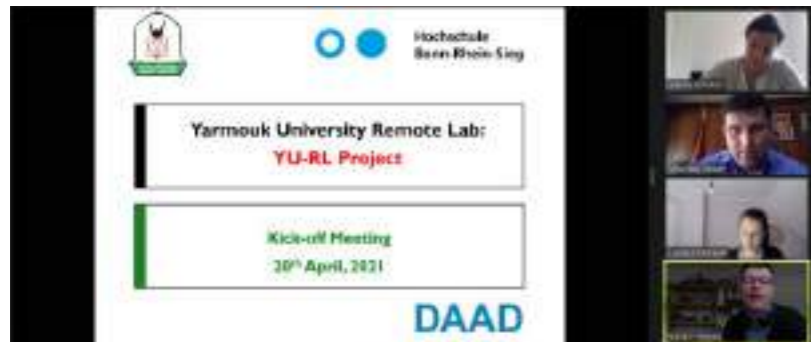 Hochschule
Bonn-Rhein-Sieg
Yarmouk University Remote Lab:
YU-RL Project
Kick-off Meeting
20th April, 2021
DAAD